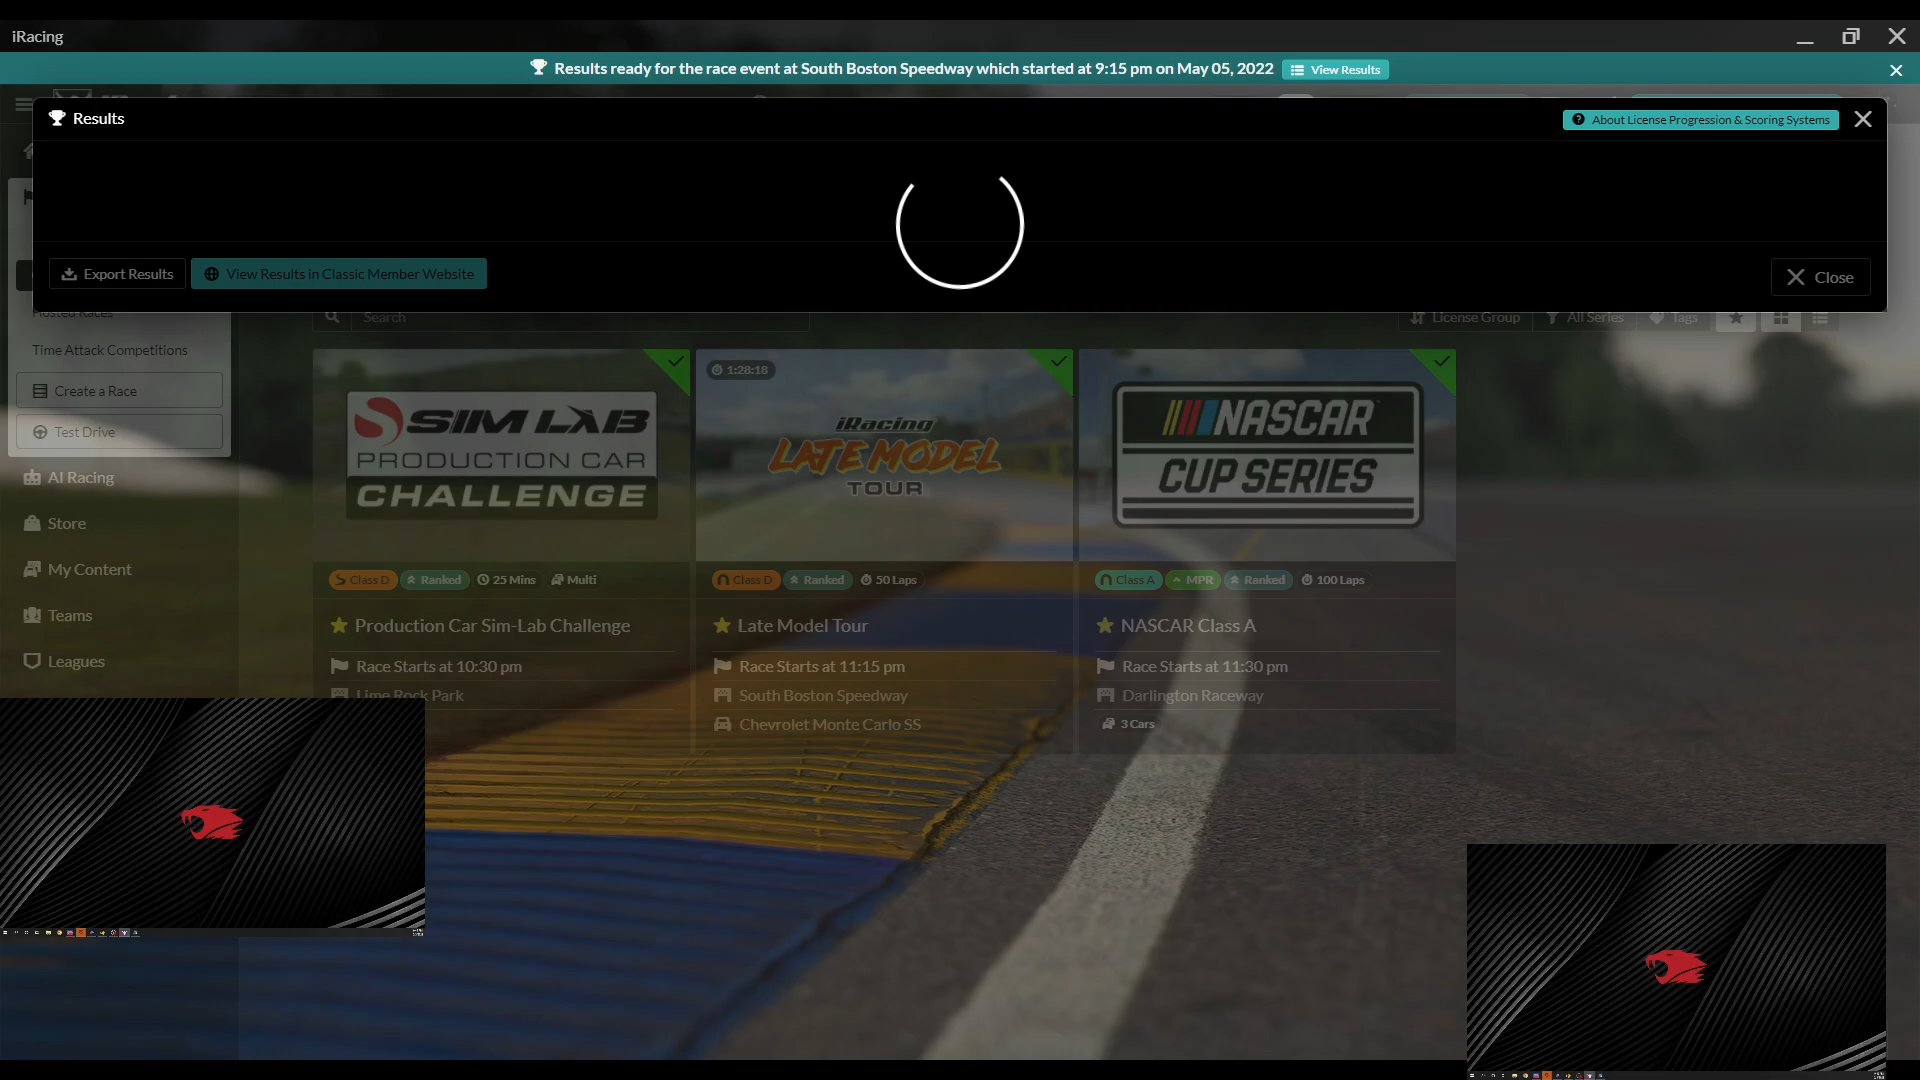 iRacing
Results ready for the race event at South Boston Speedway which started at 9:15 pm on May 05, 2022 View Results
Results
About License Progression & Scoring Systems
Export Results
View Results in Classic Member Website
Close
Hosted Races
Search
License Group
All Series
Tags
Time Attack Competitions
Create a Race
Test Drive
AI Racing
Store
My Content
Teams
Leagues
SIM LAB
PRODUCTION CAR
CHALLENGE
Class D Ranked 25 Mins Multi
Production Car Sim-Lab Challenge
Race Starts at 10:30 pm
Lime Rock Park
1:28:18
iRacing
LATE MODEL
TOUR
Class D Ranked 50 Laps
Late Model Tour
Race Starts at 11:15 pm
South Boston Speedway
Chevrolet Monte Carlo SS
NASCAR
CUP SERIES
Class A MPR Ranked 100 Laps
NASCAR Class A
Race Starts at 11:30 pm
Darlington Raceway
3 Cars